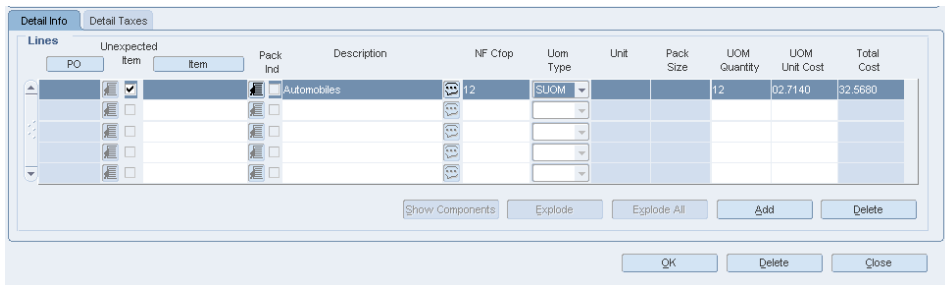 Detail Info Detail Taxes
Lines
PO Unexpected Item Item Pack Ind Description NF Cfop Uom Type Unit Pack Size UOM Quantity UOM Unit Cost Total Cost
Automobiles 12 SUOM 12 02.7140 32.5680
Show Components Explode Explode All Add Delete
OK Delete Close